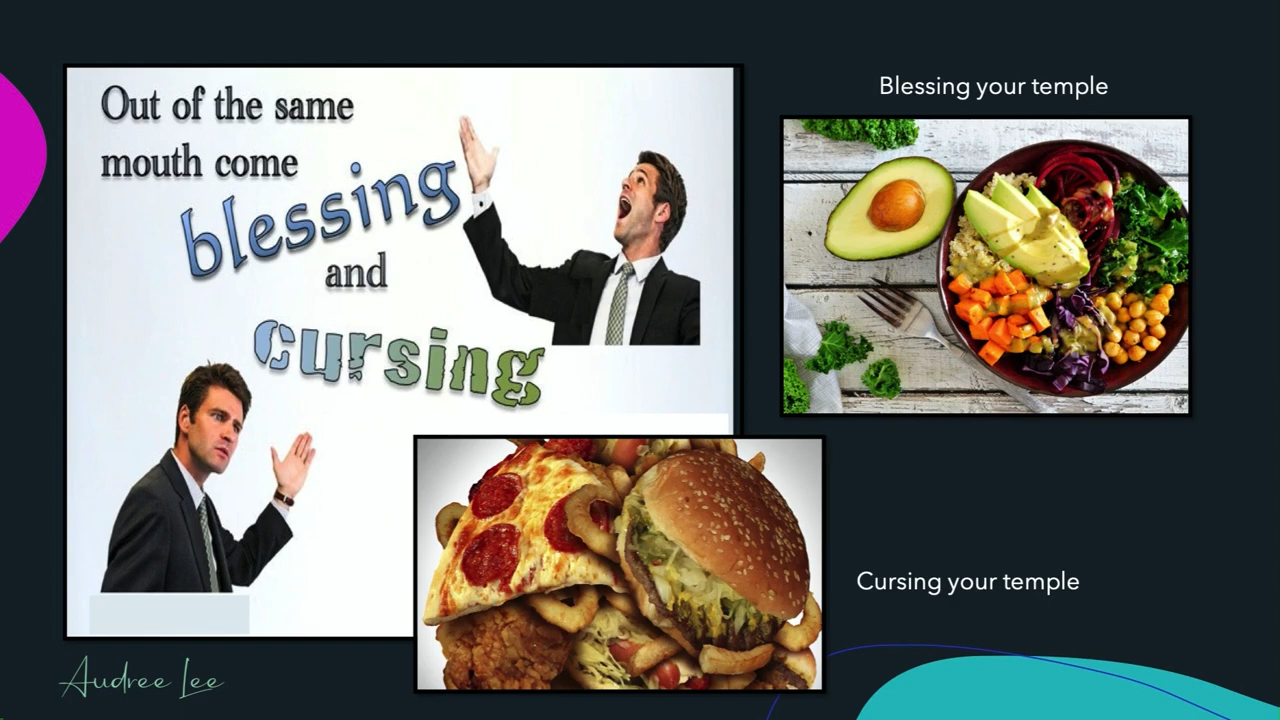 Out of the same
mouth come
blessing
and
cursing
Blessing your temple
Cursing your temple
Audree Lee